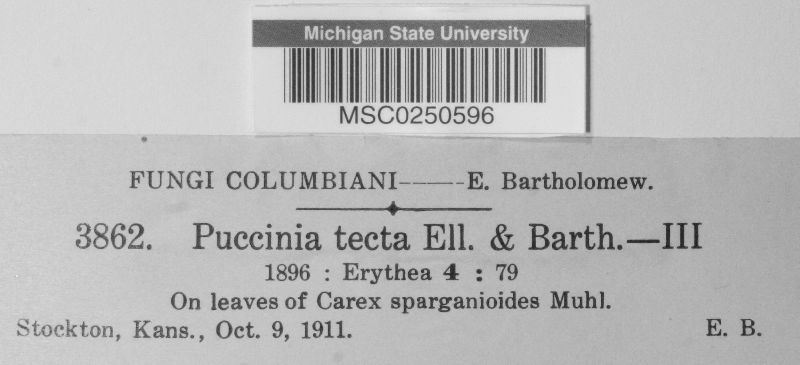 Michigan State University
MSC0250596
FUNGI COLUMBIANI——E. Bartholomew.
3862. Puccinia tecta Ell. & Barth.—III
1896 : Erythea 4 : 79
On leaves of Carex sparganioides Muhl.
Stockton, Kans., Oct. 9, 1911. E. B.